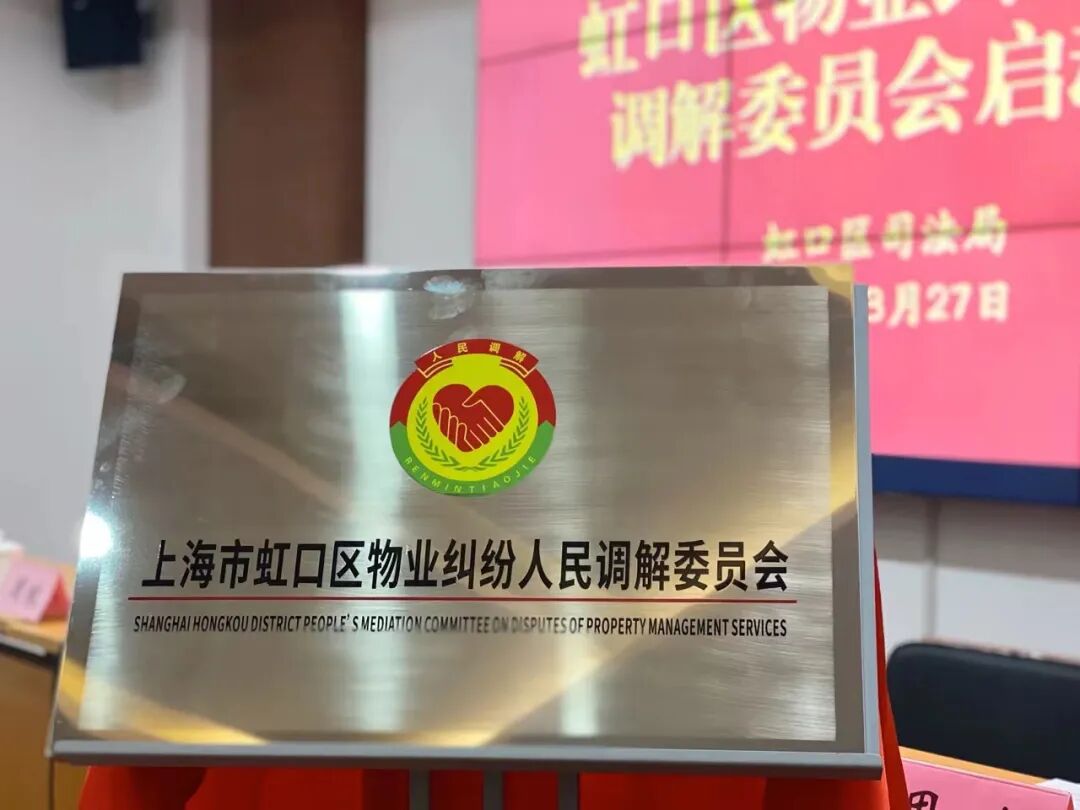 虹口区物业
调解委员会启
虹口区司法局
3月27日
人民调解
RENMINTIAOJIE
上海市虹口区物业纠纷人民调解委员会
SHANGHAI HONGKOU DISTRICT PEOPLE'S MEDIATION COMMITTEE ON DISPUTES OF PROPERTY MANAGEMENT SERVICES